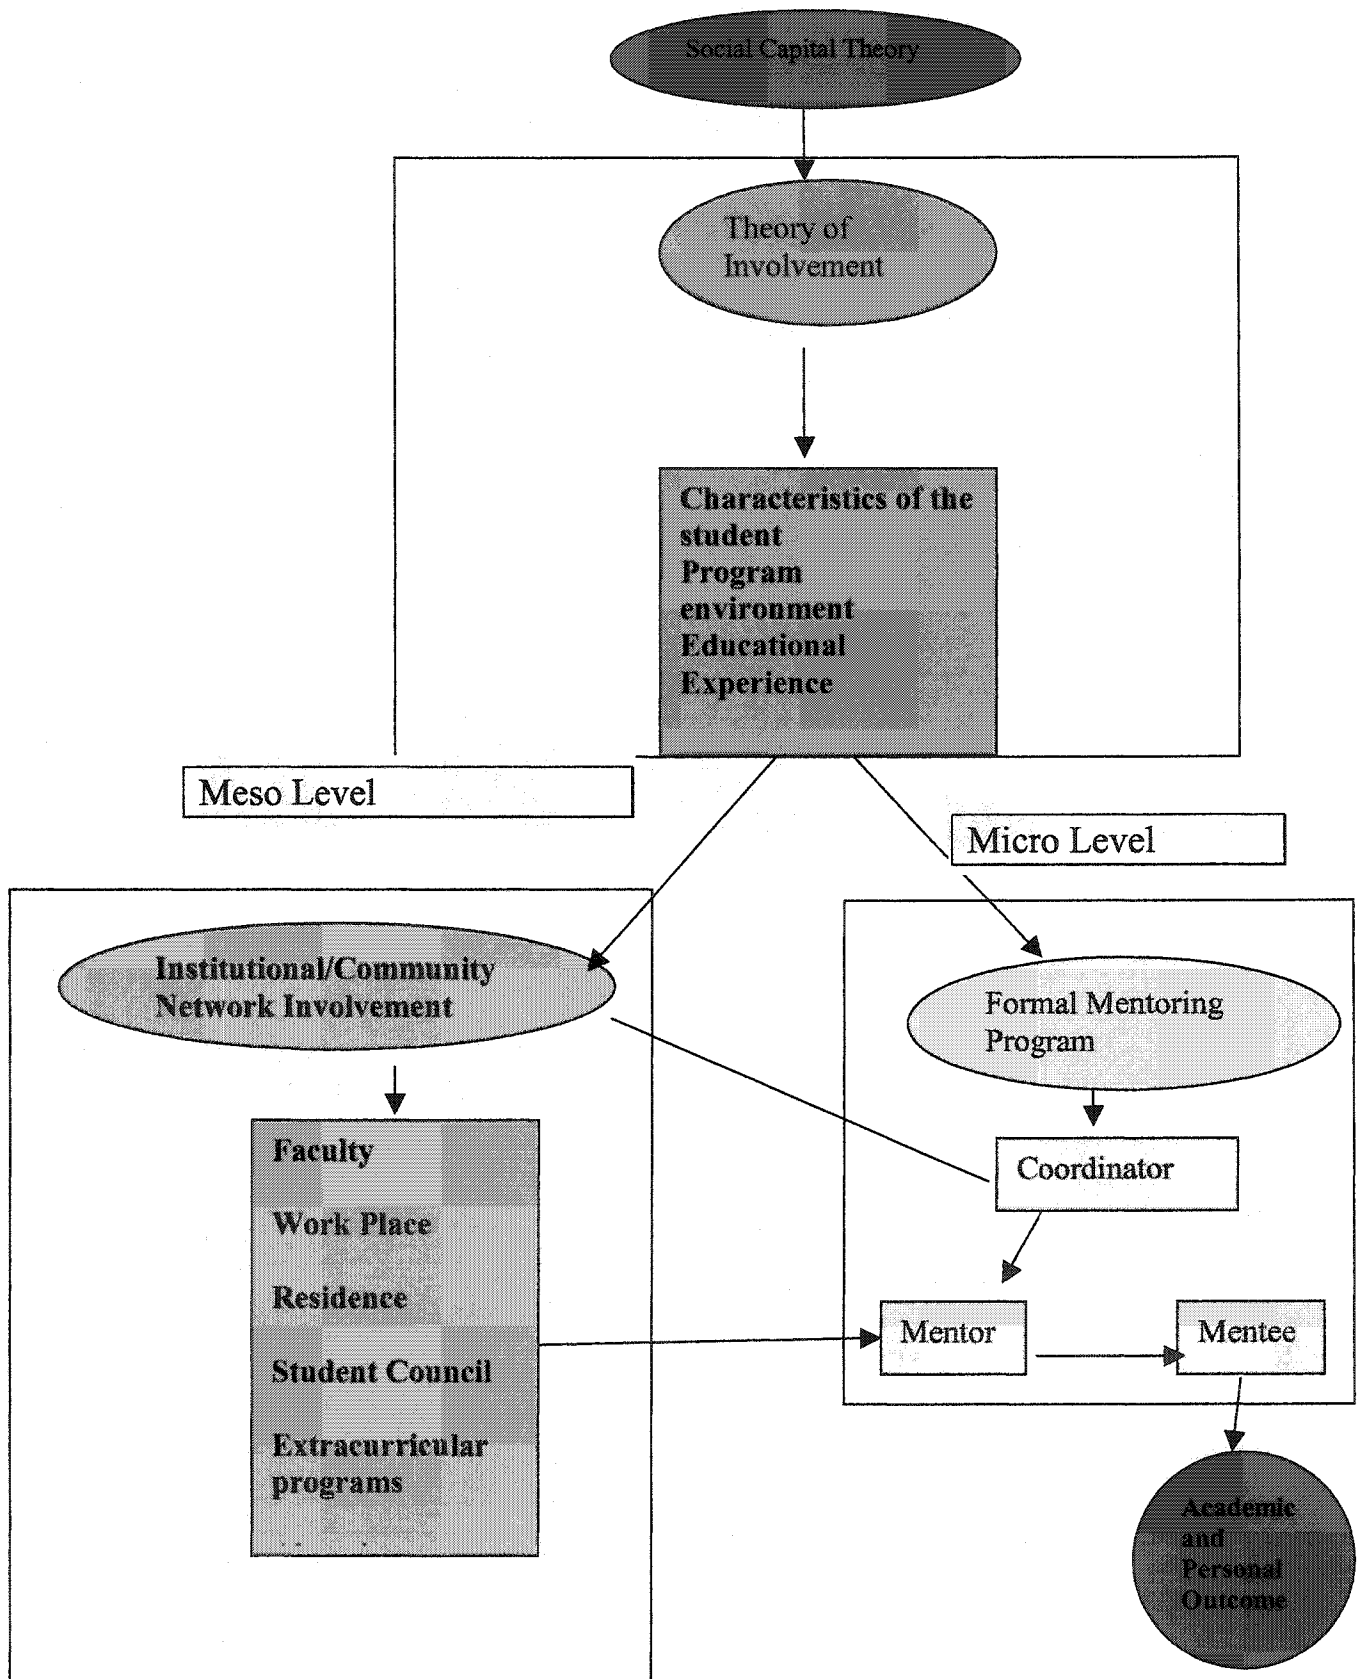 Social Capital Theory
Theory of
Involvement
Characteristics of the
student
Program
environment
Educational
Experience
Meso Level
Micro Level
Institutional/Community
Network Involvement
Formal Mentoring
Program
Faculty
Coordinator
Work Place
Residence
Mentor
Mentee
Student Council
Extracurricular
programs
Academic
and
Personal
Outcome